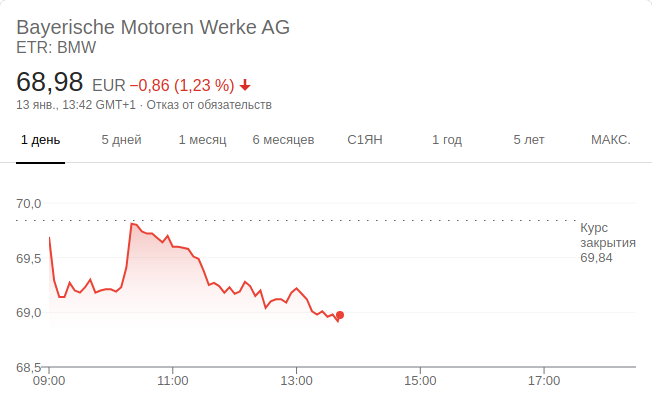 Bayerische Motoren Werke AG
ETR: BMW
68,98 EUR −0,86 (1,23 %)
13 янв., 13:42 GMT+1 · Отказ от обязательств
1 день 5 дней 1 месяц 6 месяцев С1ЯН 1 год 5 лет МАКС.
70,0
Курс
закрытия
69,84
69,5
69,0
68,5
09:00 11:00 13:00 15:00 17:00